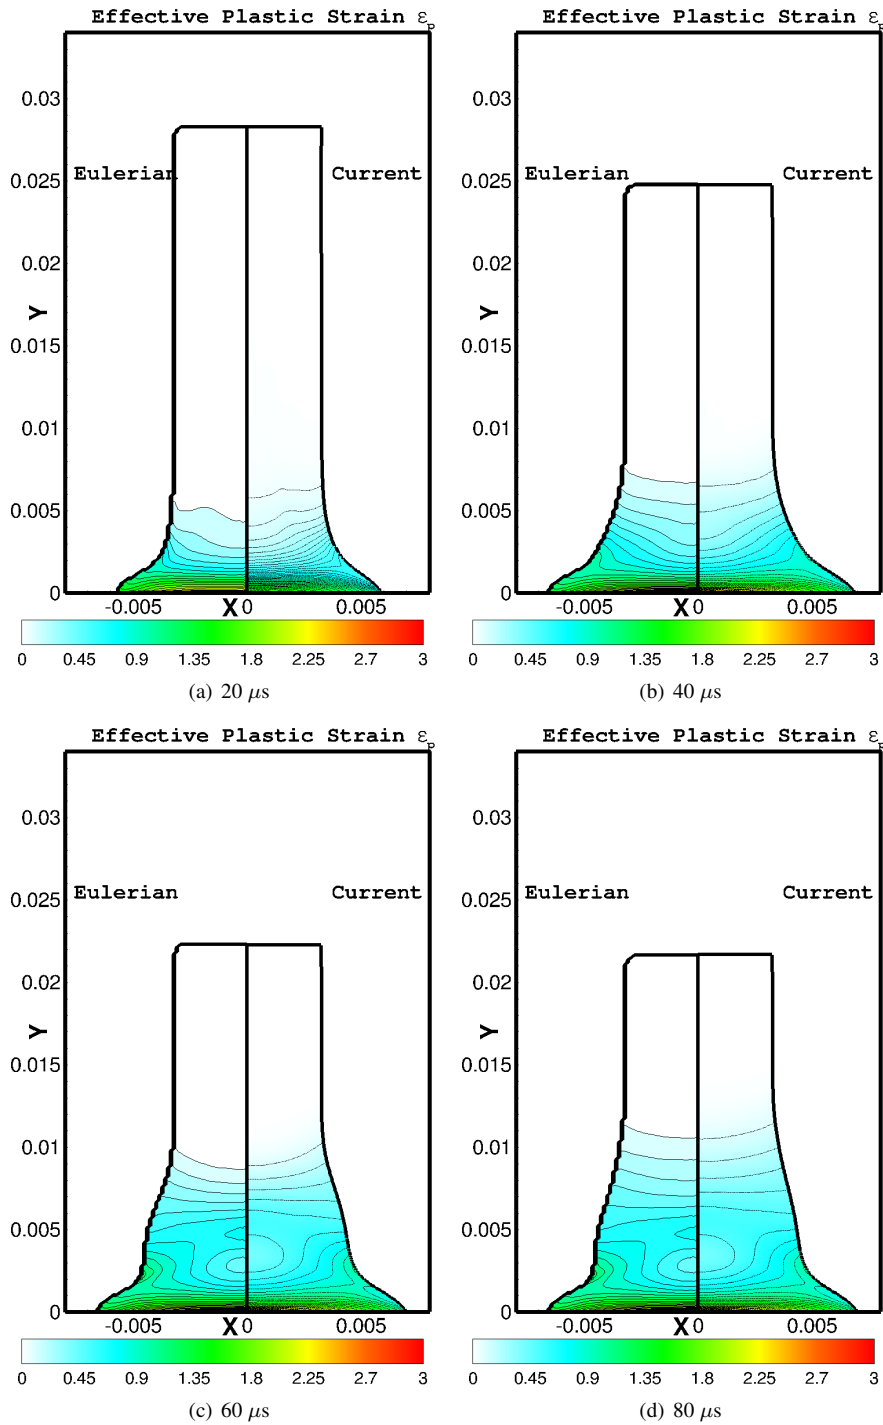 Effective Plastic Strain εp
0.03
Eulerian Current
0.025
0.02
Y
0.015
0.01
0.005
0
-0.005 X 0 0.005
0 0.45 0.9 1.35 1.8 2.25 2.7 3
(a) 20 μs
Effective Plastic Strain εp
0.03
Eulerian Current
0.025
0.02
Y
0.015
0.01
0.005
0
-0.005 X 0 0.005
0 0.45 0.9 1.35 1.8 2.25 2.7 3
(b) 40 μs
Effective Plastic Strain εp
0.03
Eulerian Current
0.025
0.02
Y
0.015
0.01
0.005
0
-0.005 X 0 0.005
0 0.45 0.9 1.35 1.8 2.25 2.7 3
(c) 60 μs
Effective Plastic Strain εp
0.03
Eulerian Current
0.025
0.02
Y
0.015
0.01
0.005
0
-0.005 X 0 0.005
0 0.45 0.9 1.35 1.8 2.25 2.7 3
(d) 80 μs